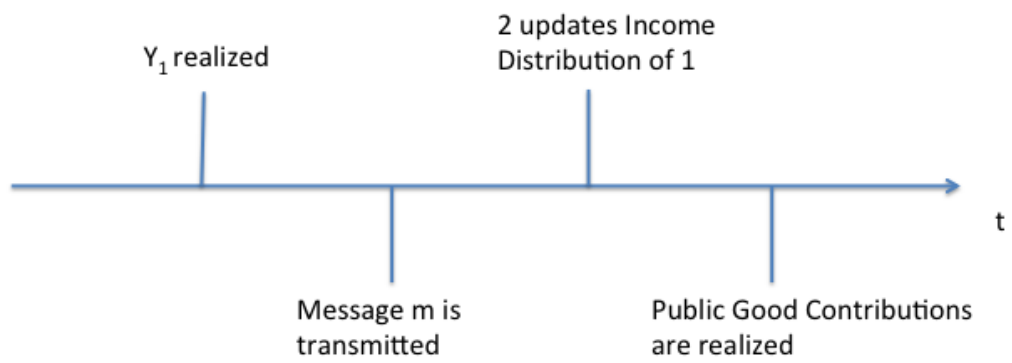 Y₁ realized
2 updates Income
Distribution of 1
t
Message m is
transmitted
Public Good Contributions
are realized